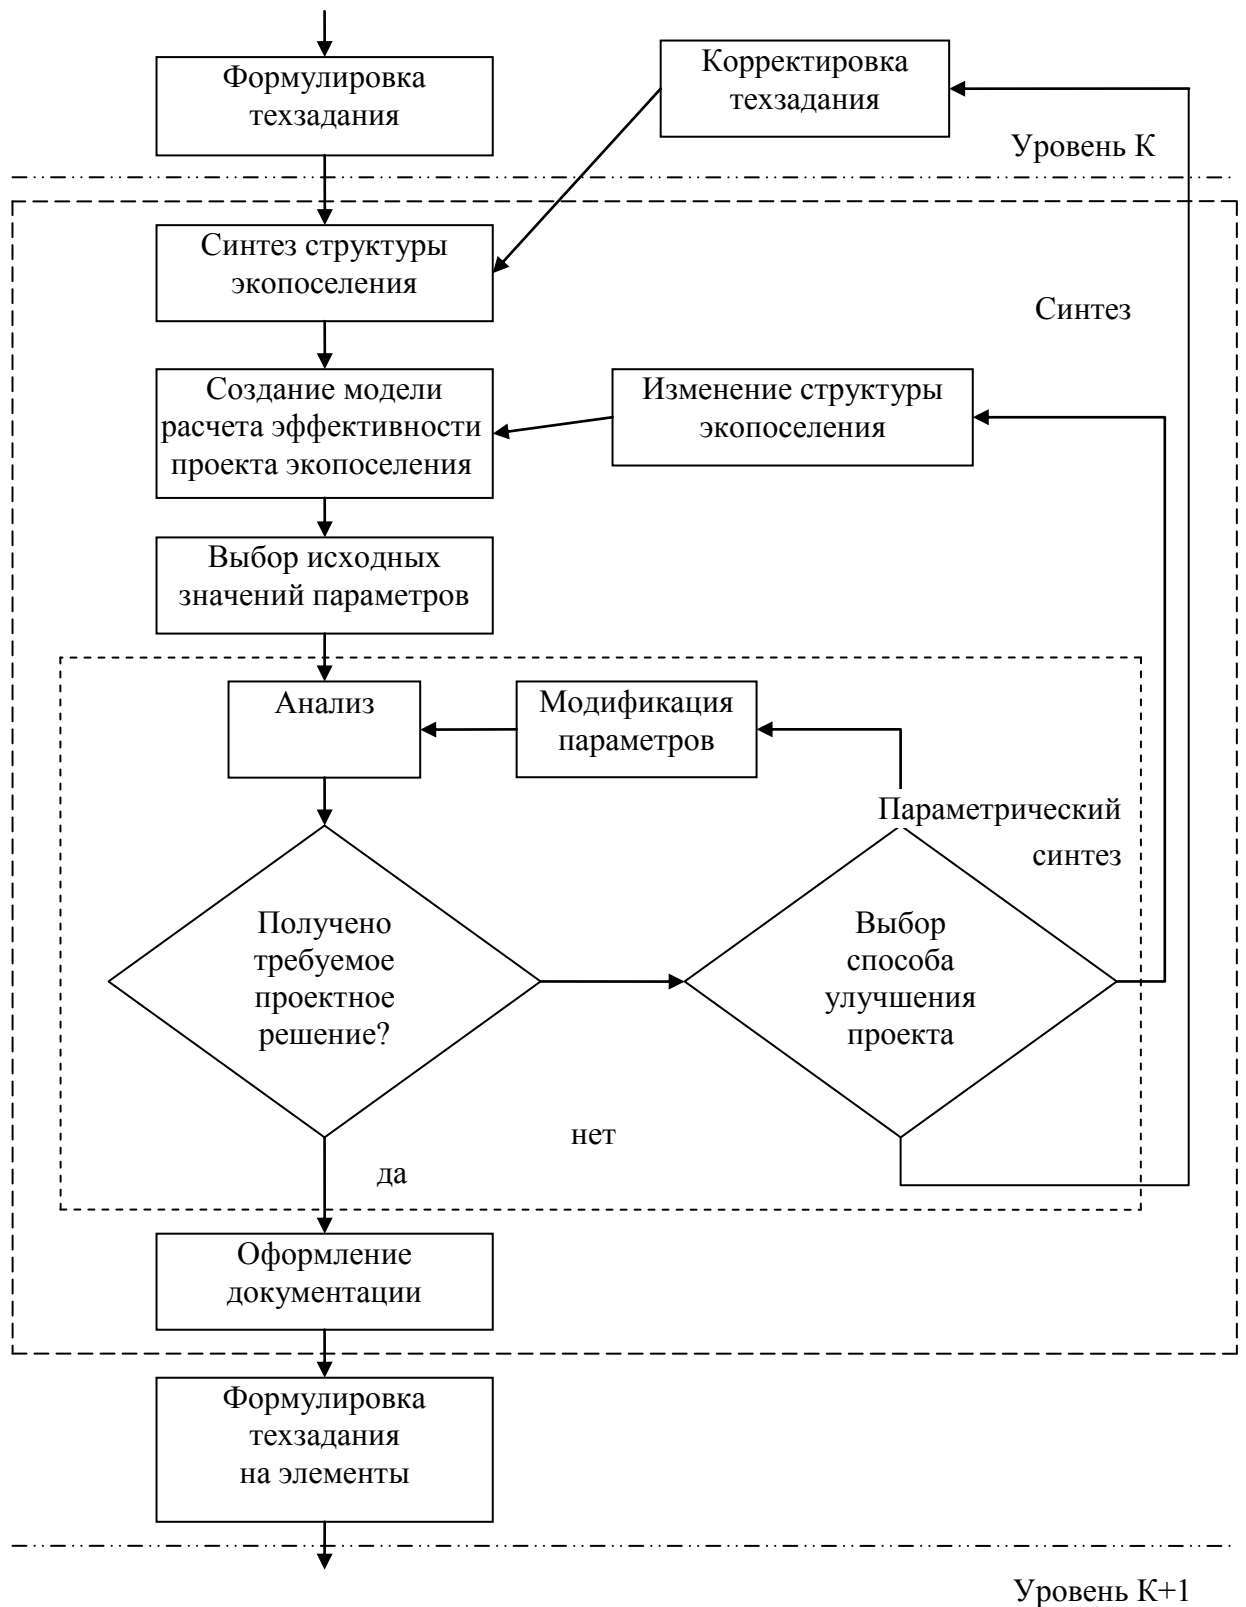 Формулировка
техзадания
Корректировка
техзадания
Уровень К
Синтез структуры
экопоселения
Синтез
Создание модели
расчета эффективности
проекта экопоселения
Изменение структуры
экопоселения
Выбор исходных
значений параметров
Анализ
Модификация
параметров
Параметрический
синтез
Получено
требуемое
проектное
решение?
Выбор
способа
улучшения
проекта
нет
да
Оформление
документации
Формулировка
техзадания
на элементы
Уровень К+1